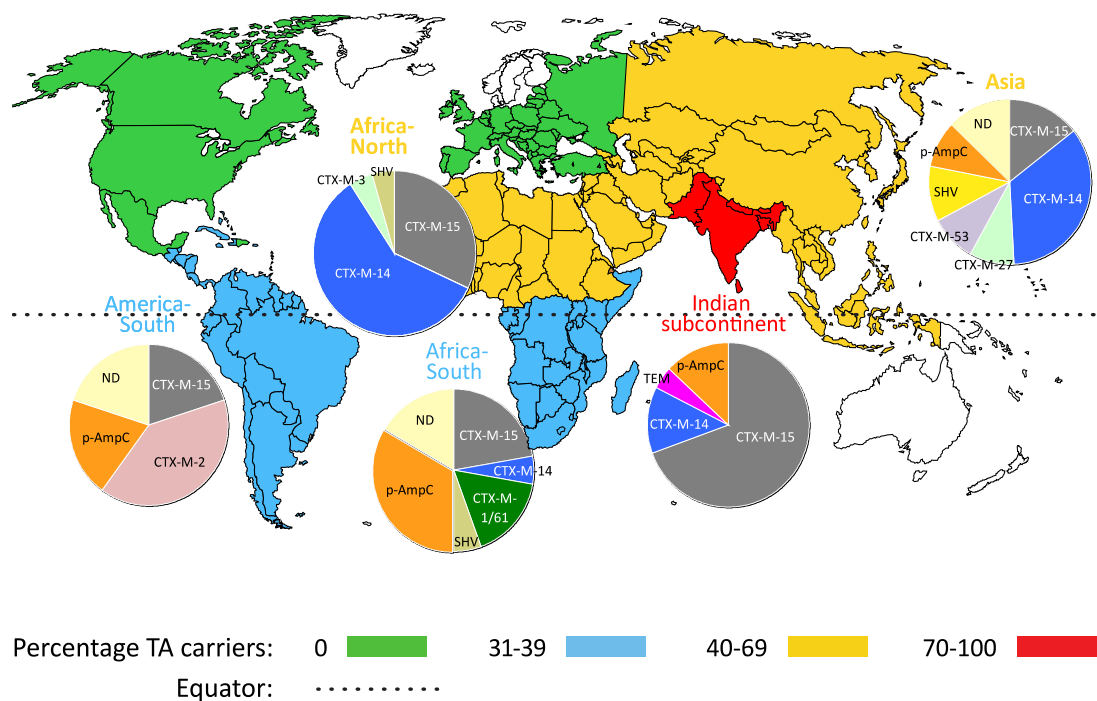 Asia
ND
CTX-M-15
p-AmpC
SHV
CTX-M-14
CTX-M-53
CTX-M-27
Africa-
North
SHV
CTX-M-3
CTX-M-15
CTX-M-14
America-
South
ND
CTX-M-15
p-AmpC
CTX-M-2
Africa-
South
ND
CTX-M-15
CTX-M-14
p-AmpC
CTX-M-
1/61
SHV
Indian
subcontinent
p-AmpC
TEM
CTX-M-14
CTX-M-15
Percentage TA carriers: 0 31-39 40-69 70-100
Equator: